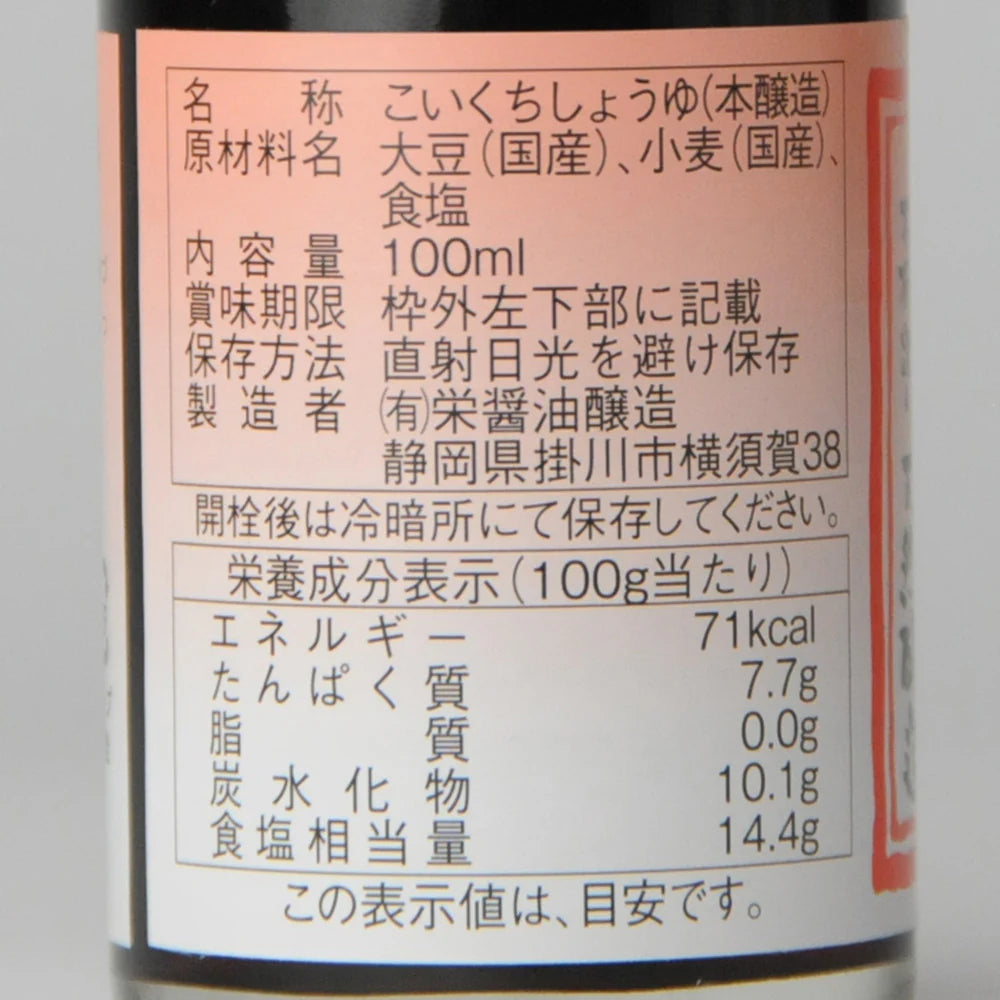 名称 こいくちしょうゆ(本醸造)
原材料名 大豆(国産)、小麦(国産)、
食塩
内容量 100ml
賞味期限 枠外左下部に記載
保存方法 直射日光を避け保存
製造者 ㈲栄醤油醸造
静岡県掛川市横須賀38
開栓後は冷暗所にて保存してください。
栄養成分表示(100g当たり)
エネルギー 71kcal
たんぱく質 7.7g
脂質 0.0g
炭水化物 10.1g
食塩相当量 14.4g
この表示値は、目安です。